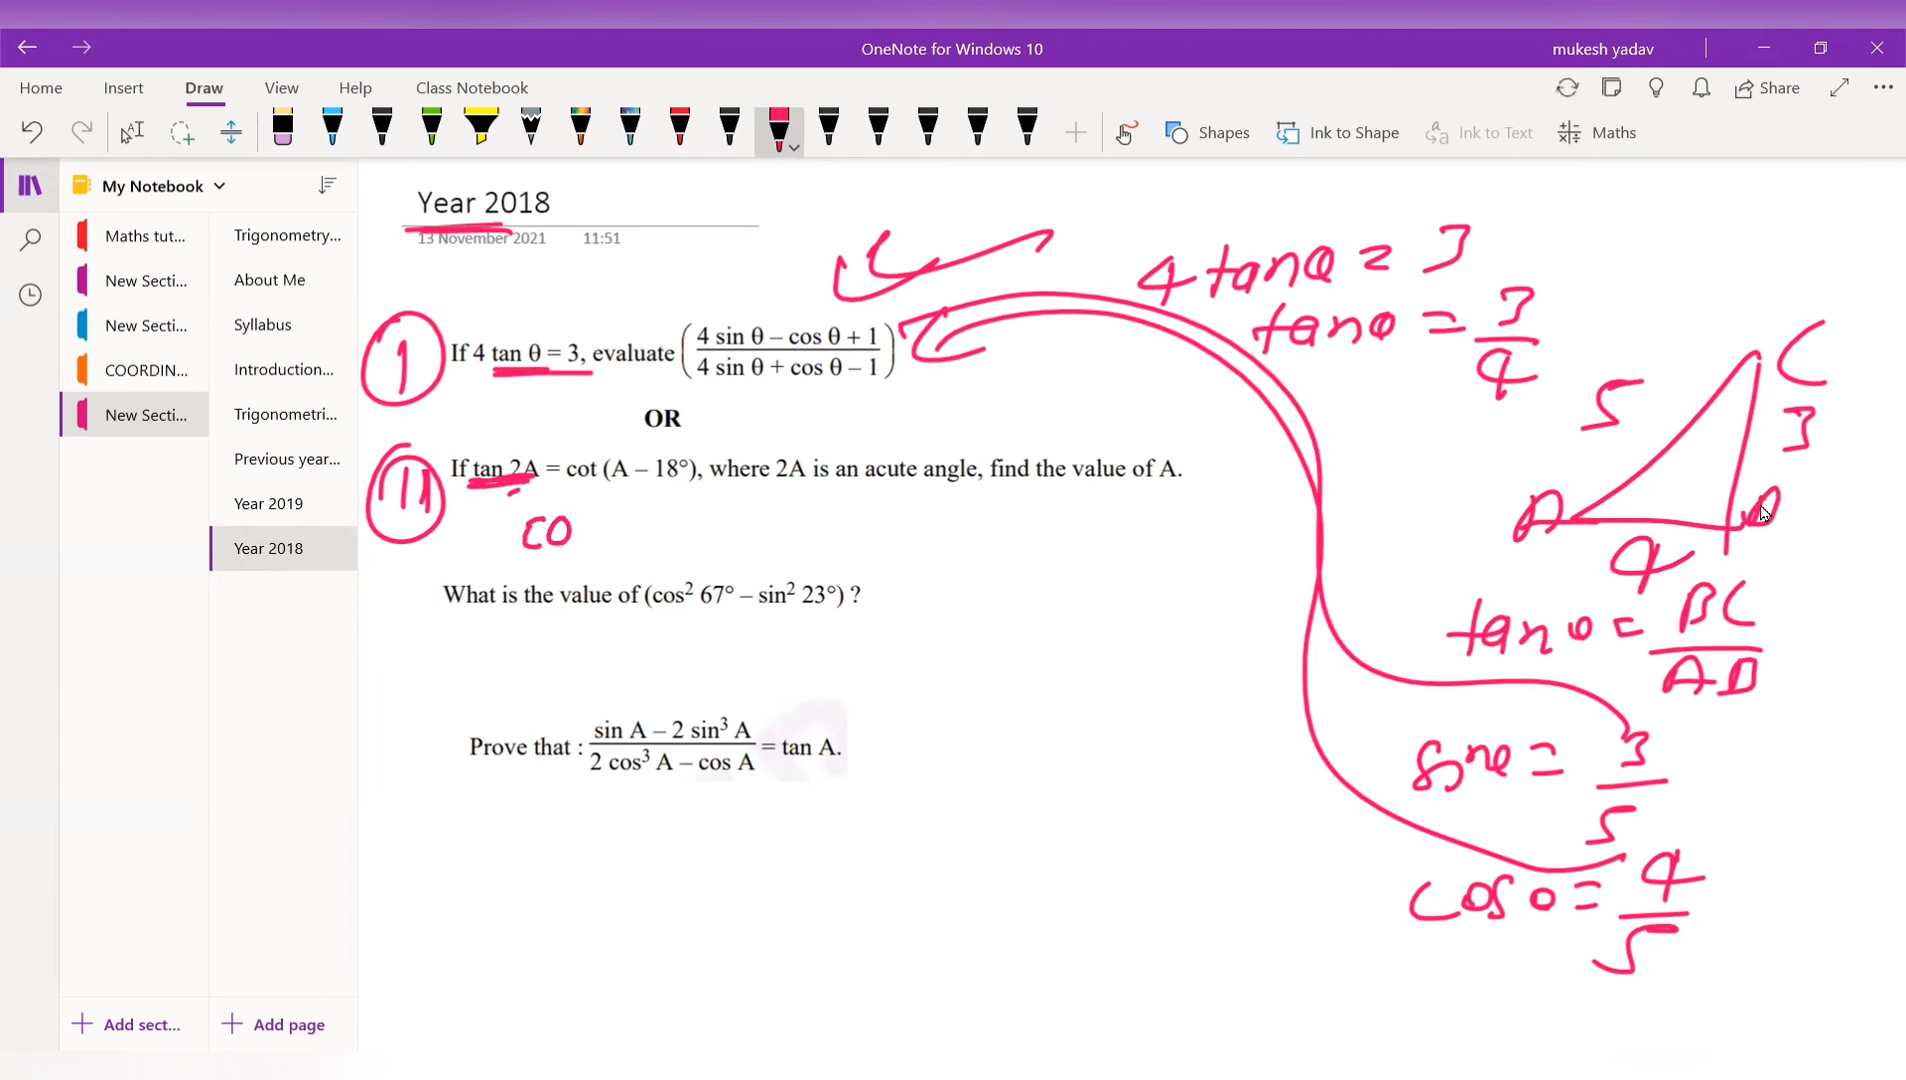 OneNote for Windows 10
mukesh yadav
Home Insert Draw View Help Class Notebook
Share
Shapes Ink to Shape Ink to Text Maths
My Notebook
Maths tut...
New Secti...
New Secti...
COORDIN...
New Secti...
Trigonometry...
About Me
Syllabus
Introduction...
Trigonometri...
Previous year...
Year 2019
Year 2018
Add sect...
Add page
Year 2018
13 November 2021 11:51
1
If 4 tan θ = 3, evaluate (4 sin θ – cos θ + 1 / 4 sin θ + cos θ – 1)
OR
11
If tan 2A = cot (A – 18°), where 2A is an acute angle, find the value of A.
co
What is the value of (cos² 67° – sin² 23°) ?
Prove that : sin A – 2 sin³ A / 2 cos³ A – cos A = tan A.
4 tanθ = 3
tanθ = 3/4
C
5
3
A
4
tan θ = BC/AB
sinθ = 3/5
cos θ = 4/5